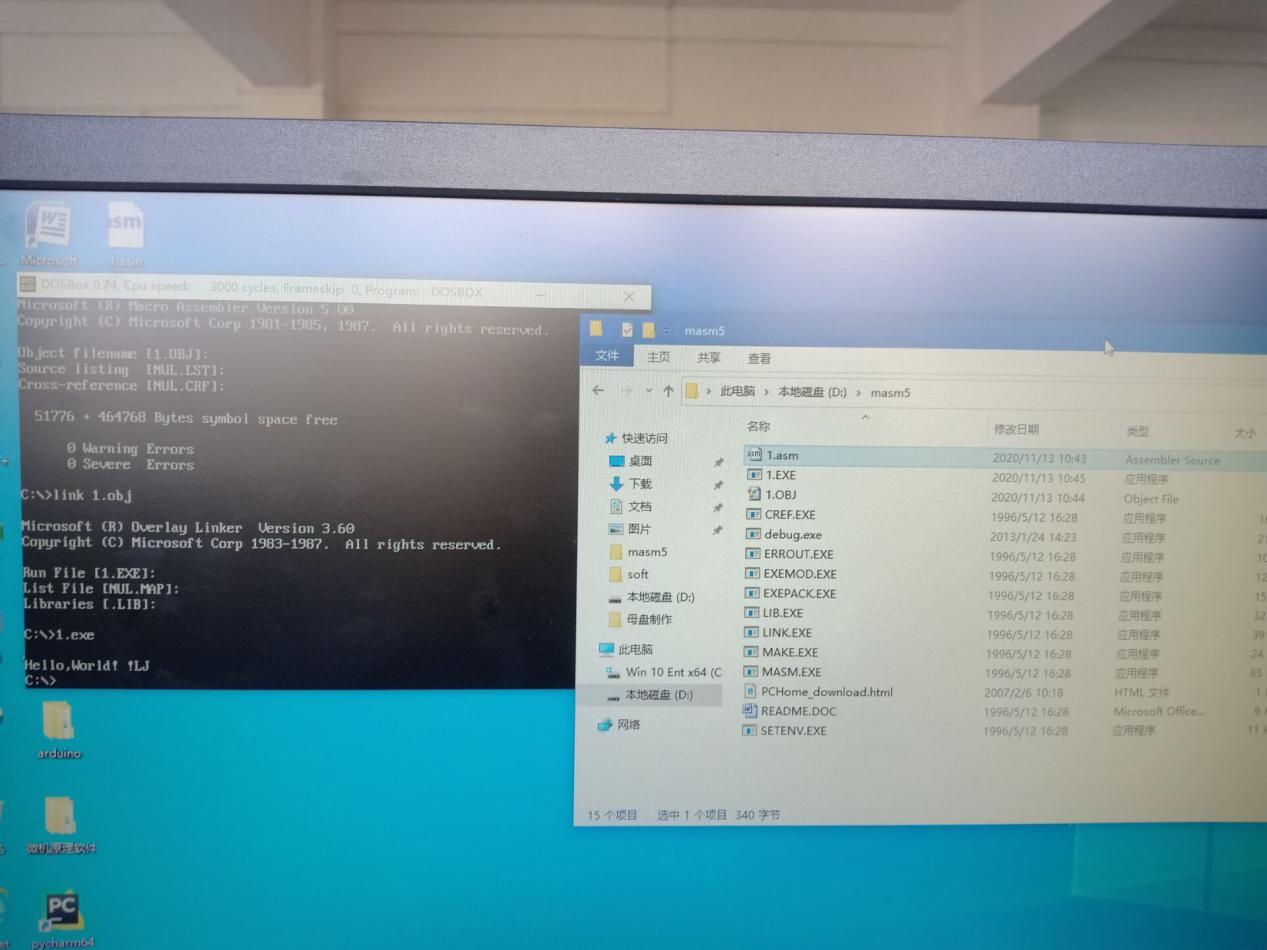 Microsoft
1.asm
DOSBox 0.74, Cpu speed: 3000 cycles, Frameskip 0, Program: DOSBOX
Microsoft (R) Macro Assembler Version 5.00
Copyright (C) Microsoft Corp 1981-1985, 1987. All rights reserved.
Object filename [1.OBJ]:
Source listing [NUL.LST]:
Cross-reference [NUL.CRF]:
51776 + 464768 Bytes symbol space free
0 Warning Errors
0 Severe Errors
C:\>link 1.obj
Microsoft (R) Overlay Linker Version 3.60
Copyright (C) Microsoft Corp 1983-1987. All rights reserved.
Run File [1.EXE]:
List File [NUL.MAP]:
Libraries [.LIB]:
C:\>1.exe
Hello,World! !LJ
C:\>
arduino
微机原理软件
PC
pycharm64
masm5
文件 主页 共享 查看
此电脑 > 本地磁盘 (D:) > masm5
快速访问
桌面
下载
文档
图片
masm5
soft
本地磁盘 (D:)
母盘制作
此电脑
Win 10 Ent x64 (C
本地磁盘 (D:)
网络
名称 修改日期 类型 大小
1.asm 2020/11/13 10:43 Assembler Source
1.EXE 2020/11/13 10:45 应用程序
1.OBJ 2020/11/13 10:44 Object File
CREF.EXE 1996/5/12 16:28 应用程序
debug.exe 2013/1/24 14:23 应用程序
ERROUT.EXE 1996/5/12 16:28 应用程序
EXEMOD.EXE 1996/5/12 16:28 应用程序
EXEPACK.EXE 1996/5/12 16:28 应用程序
LIB.EXE 1996/5/12 16:28 应用程序
LINK.EXE 1996/5/12 16:28 应用程序
MAKE.EXE 1996/5/12 16:28 应用程序
MASM.EXE 1996/5/12 16:28 应用程序
PCHome_download.html 2007/2/6 10:18 HTML 文件
README.DOC 1996/5/12 16:28 Microsoft Office...
SETENV.EXE 1996/5/12 16:28 应用程序
15 个项目 选中 1 个项目 340 字节